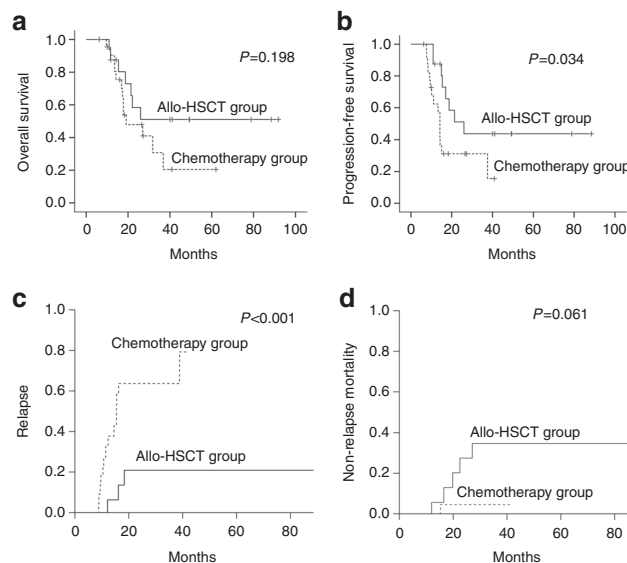 a
P=0.198
Overall survival
1.0
0.8
0.6
0.4
0.2
0.0
Allo-HSCT group
Chemotherapy group
0 20 40 60 80 100
Months
b
P=0.034
Progression-free survival
1.0
0.8
0.6
0.4
0.2
0.0
Allo-HSCT group
Chemotherapy group
0 20 40 60 80 100
Months
c
P<0.001
Relapse
1.0
0.8
0.6
0.4
0.2
0.0
Chemotherapy group
Allo-HSCT group
0 20 40 60 80
Months
d
P=0.061
Non-relapse mortality
1.0
0.8
0.6
0.4
0.2
0.0
Allo-HSCT group
Chemotherapy group
0 20 40 60 80
Months